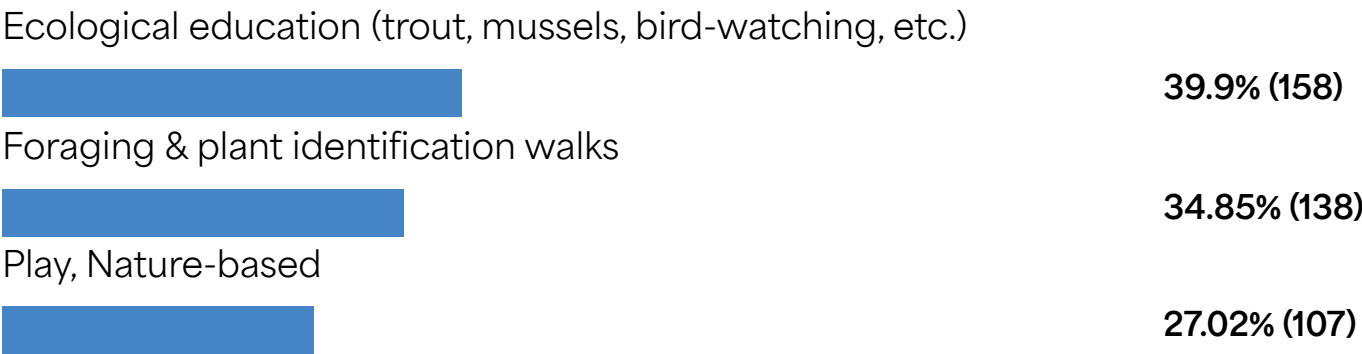 Ecological education (trout, mussels, bird-watching, etc.)
39.9% (158)
Foraging & plant identification walks
34.85% (138)
Play, Nature-based
27.02% (107)